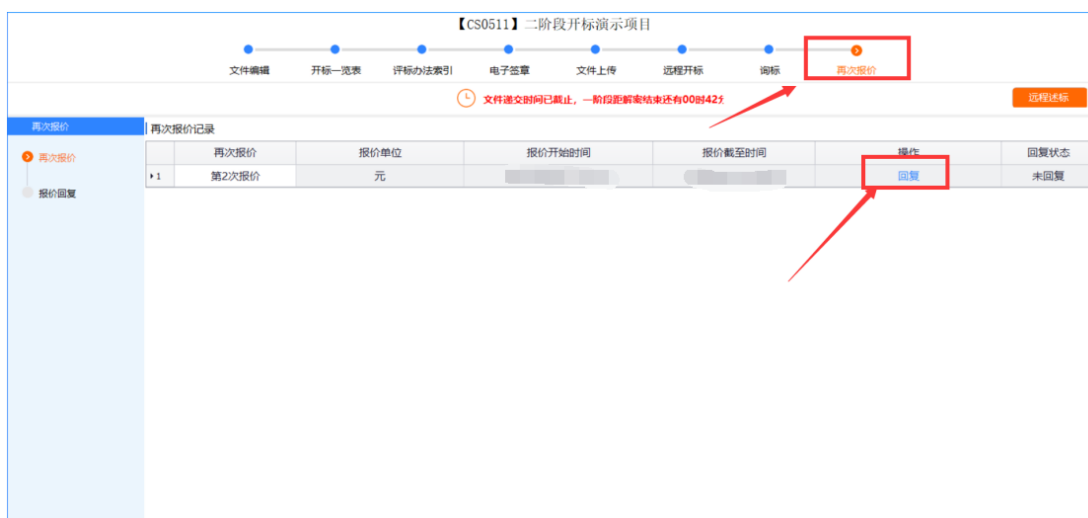 【CS0511】二阶段开标演示项目
文件编辑 开标一览表 评标办法索引 电子签章 文件上传 远程开标 询标 再次报价
文件递交时间已截止，一阶段距解密结束还有00时42分
远程述标
再次报价
再次报价记录
再次报价
报价回复
再次报价 报价单位 报价开始时间 报价截至时间 操作 回复状态
1 第2次报价 元 回复 未回复